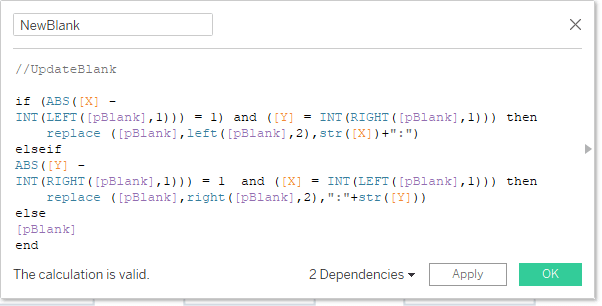 NewBlank
//UpdateBlank
if (ABS([X] -
INT(LEFT([pBlank],1))) = 1) and ([Y] = INT(RIGHT([pBlank],1))) then
    replace ([pBlank],left([pBlank],2),str([X])+":")
elseif
ABS([Y] -
INT(RIGHT([pBlank],1))) = 1  and ([X] = INT(LEFT([pBlank],1))) then
    replace ([pBlank],right([pBlank],2),":"+str([Y]))
else
[pBlank]
end
The calculation is valid. 2 Dependencies Apply OK